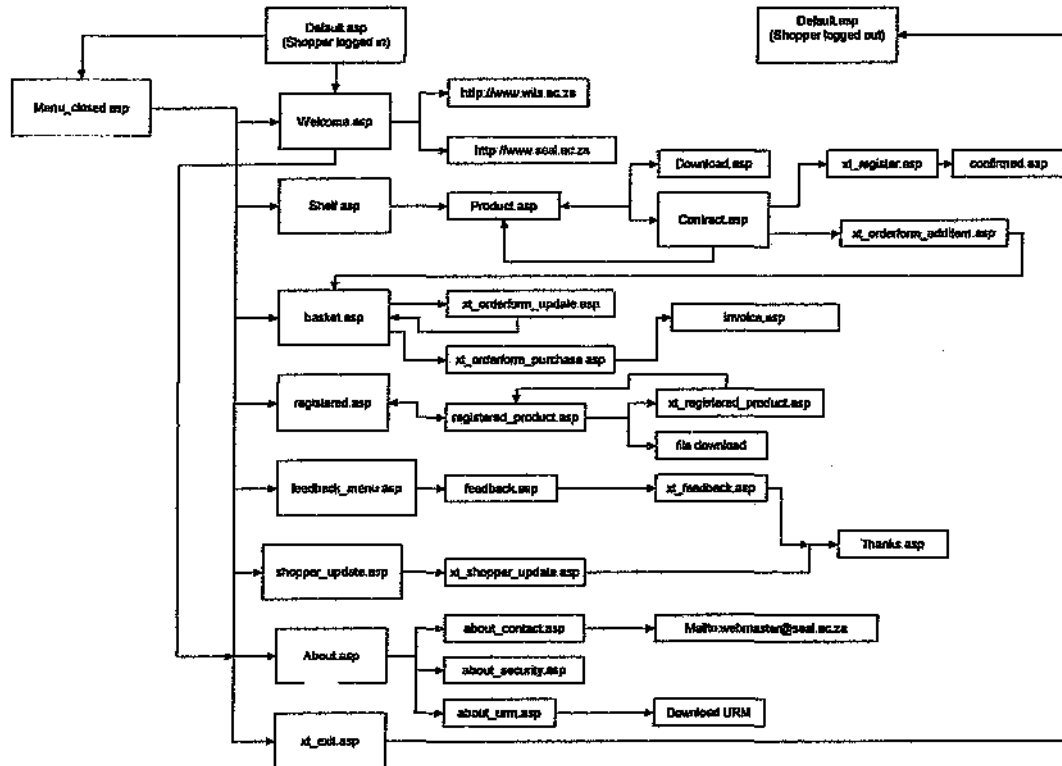 Default.asp
(Shopper logged in)
Default.asp
(Shopper logged out)
Menu_closed.asp
Welcome.asp
http://www.wits.ac.za
http://www.seal.ac.za
Download.asp
xt_register.asp
confirmed.asp
Shelf.asp
Product.asp
Contract.asp
xt_orderform_additem.asp
basket.asp
xt_orderform_update.asp
invoice.asp
xt_orderform_purchase.asp
registered.asp
registered_product.asp
xt_registered_product.asp
file download
feedback_menu.asp
feedback.asp
xt_feedback.asp
Thanks.asp
shopper_update.asp
xt_shopper_update.asp
About.asp
about_contact.asp
Mailto:webmaster@seal.ac.za
about_security.asp
about_urm.asp
Download URM
xt_exit.asp